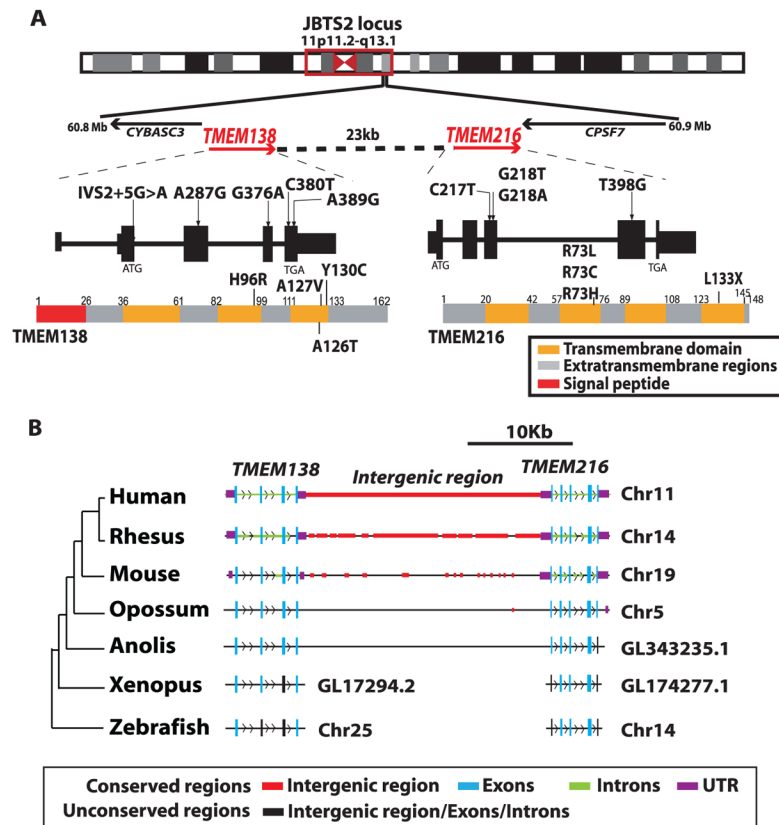 A
JBTS2 locus
11p11.2-q13.1
60.8 Mb
CYBASC3
TMEM138
23kb
TMEM216
CPSF7
60.9 Mb
IVS2+5G>A A287G G376A C380T A389G
C217T G218T G218A T398G
ATG TGA
ATG TGA
H96R A127V Y130C
R73L
R73C
R73H
L133X
1 26 36 61 82 99 111 133 162
TMEM138
A126T
1 20 42 57 76 89 108 123 145 148
TMEM216
Transmembrane domain
Extratransmembrane regions
Signal peptide
B
10Kb
TMEM138 Intergenic region TMEM216
Human Chr11
Rhesus Chr14
Mouse Chr19
Opossum Chr5
Anolis GL343235.1
Xenopus GL17294.2 GL174277.1
Zebrafish Chr25 Chr14
Conserved regions Intergenic region Exons Introns UTR
Unconserved regions Intergenic region/Exons/Introns